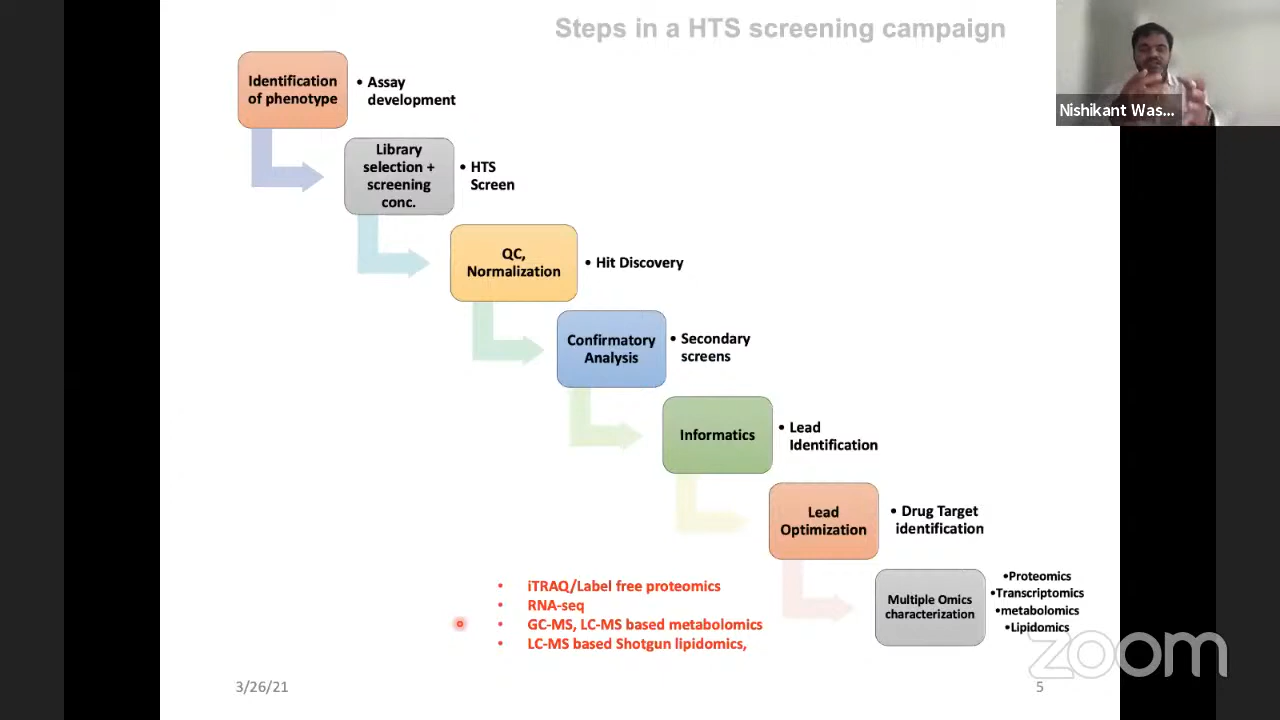 Steps in a HTS screening campaign
Nishikant Was...
Identification
of phenotype
• Assay
development
Library
selection +
screening
conc.
• HTS
Screen
QC,
Normalization
• Hit Discovery
Confirmatory
Analysis
• Secondary
screens
Informatics
• Lead
Identification
Lead
Optimization
• Drug Target
identification
Multiple Omics
characterization
•Proteomics
•Transcriptomics
•metabolomics
•Lipidomics
• iTRAQ/Label free proteomics
• RNA-seq
• GC-MS, LC-MS based metabolomics
• LC-MS based Shotgun lipidomics,
zoom
3/26/21
5